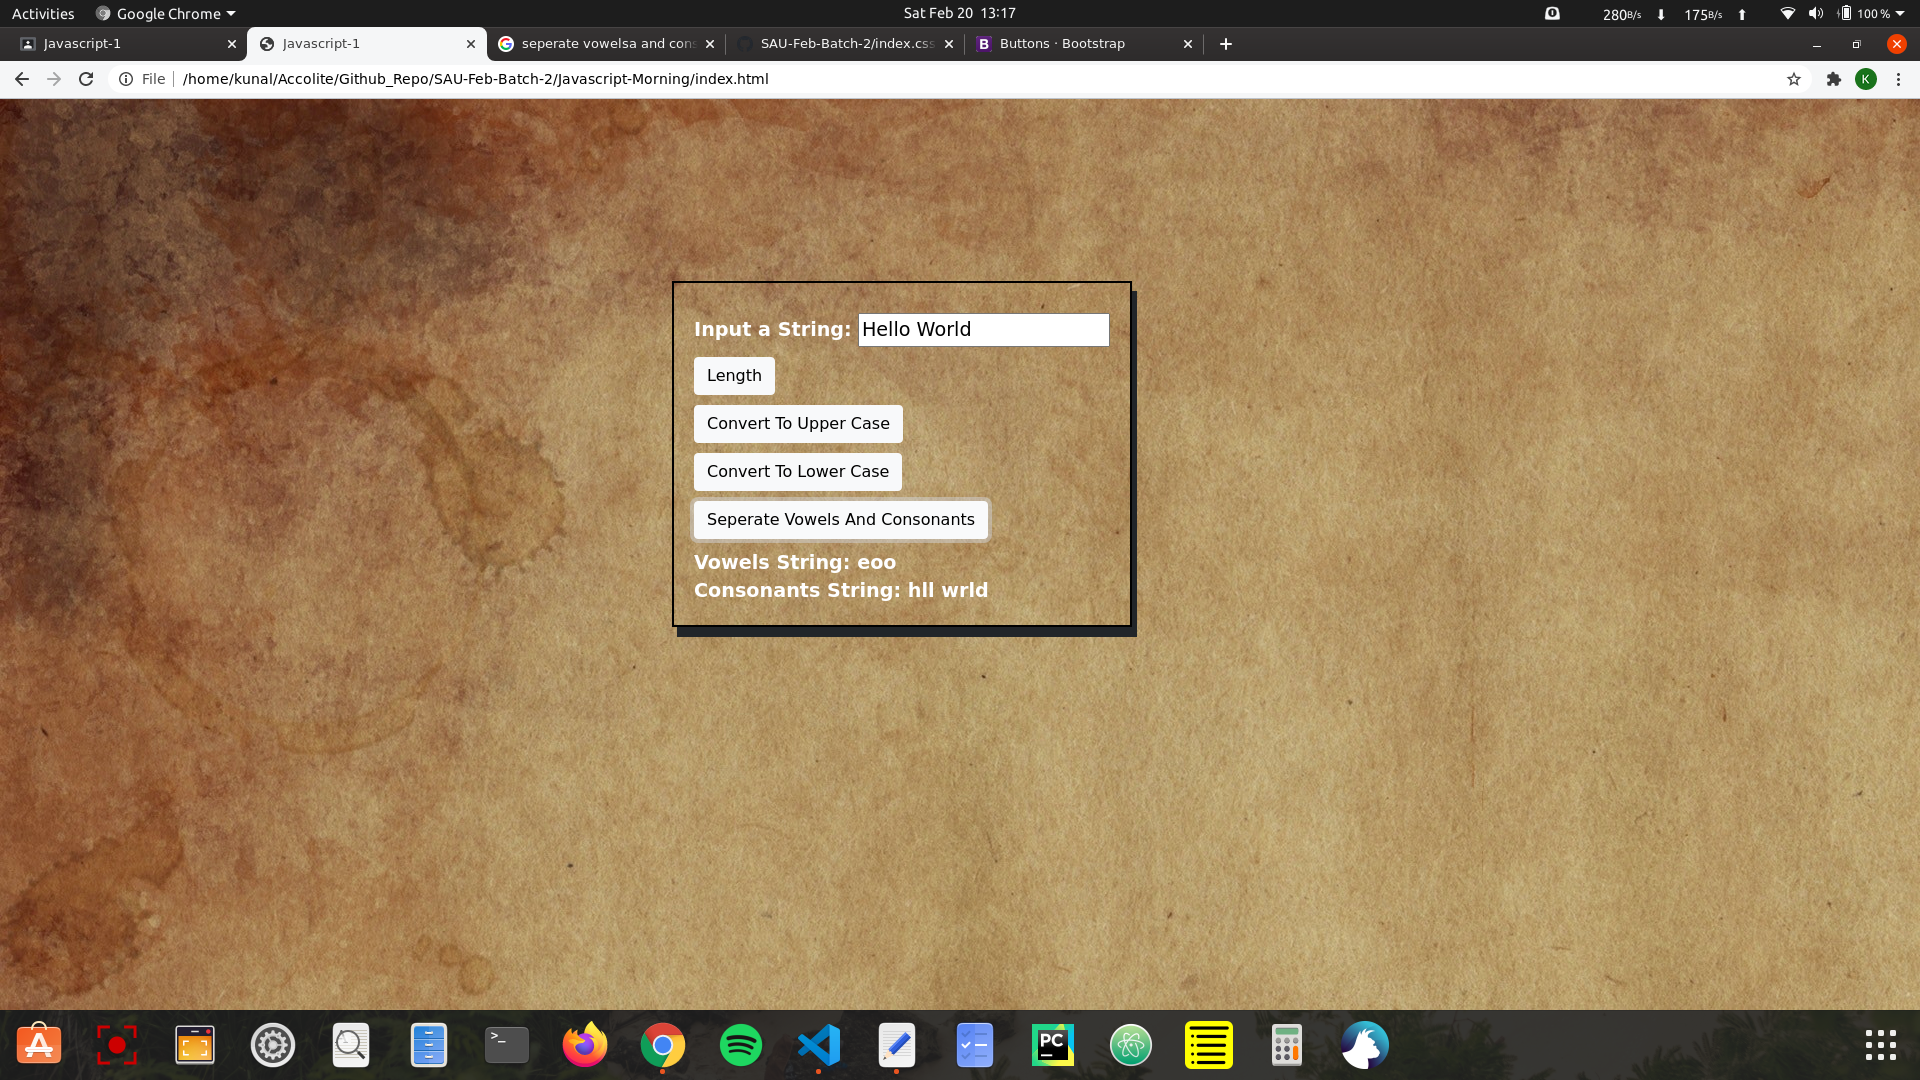 Activities Google Chrome Sat Feb 20 13:17 280B/s 175B/s 100 %
Javascript-1 Javascript-1 seperate vowelsa and cons SAU-Feb-Batch-2/index.css Buttons · Bootstrap
File /home/kunal/Accolite/Github_Repo/SAU-Feb-Batch-2/Javascript-Morning/index.html K
Input a String: Hello World
Length
Convert To Upper Case
Convert To Lower Case
Seperate Vowels And Consonants
Vowels String: eoo
Consonants String: hll wrld
>_ PC